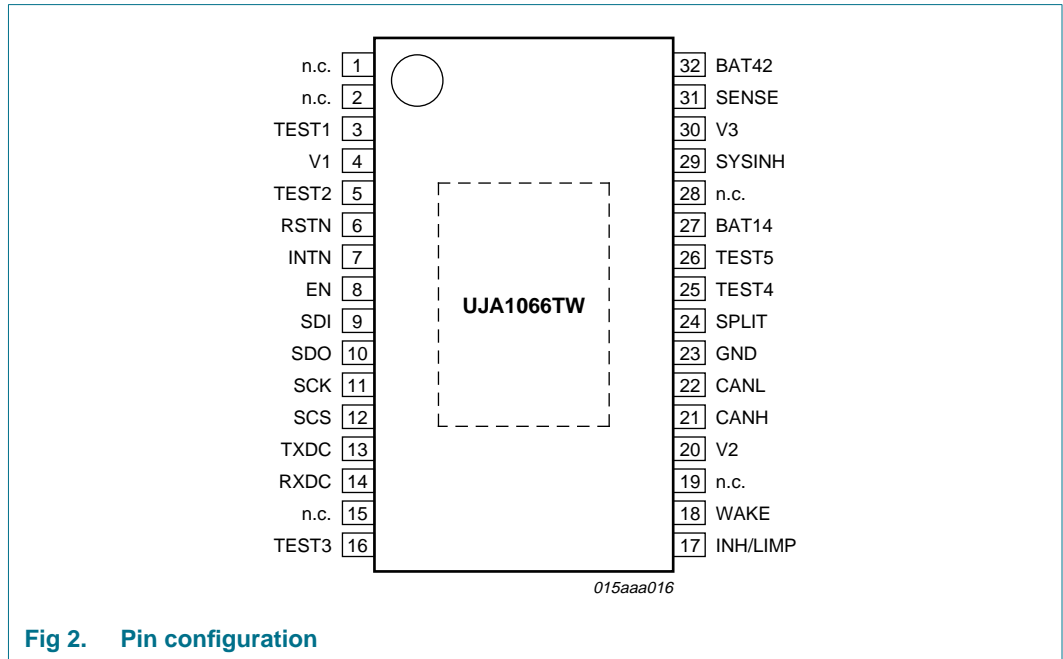 n.c. 1
n.c. 2
TEST1 3
V1 4
TEST2 5
RSTN 6
INTN 7
EN 8
SDI 9
SDO 10
SCK 11
SCS 12
TXDC 13
RXDC 14
n.c. 15
TEST3 16
UJA1066TW
32 BAT42
31 SENSE
30 V3
29 SYSINH
28 n.c.
27 BAT14
26 TEST5
25 TEST4
24 SPLIT
23 GND
22 CANL
21 CANH
20 V2
19 n.c.
18 WAKE
17 INH/LIMP
015aaa016
Fig 2. Pin configuration